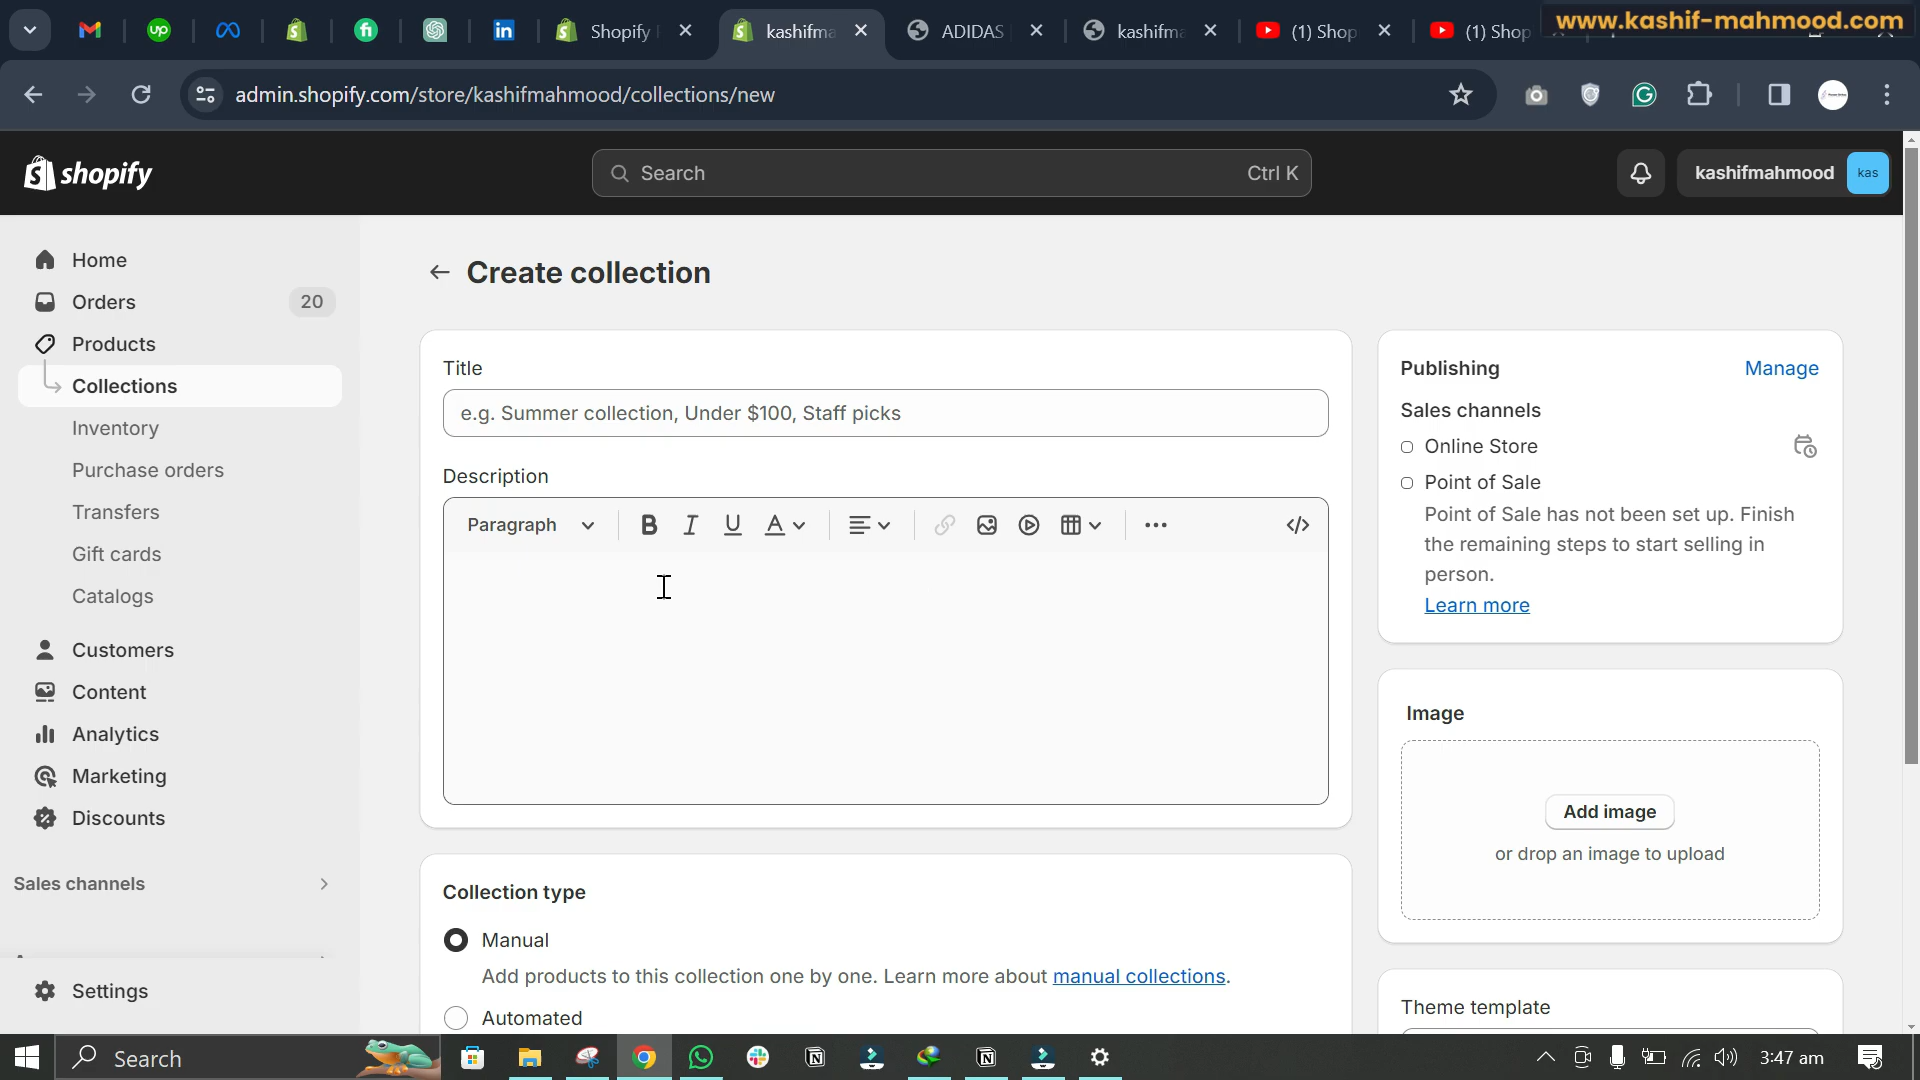 Shopify
kashifma
ADIDAS
kashifma
(1) Shop
(1) Shop
www.kashif-mahmood.com
admin.shopify.com/store/kashifmahmood/collections/new
shopify
Search
Ctrl K
kashifmahmood
kas
Home
Orders
20
Products
Collections
Inventory
Purchase orders
Transfers
Gift cards
Catalogs
Customers
Content
Analytics
Marketing
Discounts
Sales channels
Settings
Create collection
Title
e.g. Summer collection, Under $100, Staff picks
Description
Paragraph
B I U A
</>
Collection type
Manual
Add products to this collection one by one. Learn more about manual collections.
Automated
Publishing
Manage
Sales channels
Online Store
Point of Sale
Point of Sale has not been set up. Finish
the remaining steps to start selling in
person.
Learn more
Image
Add image
or drop an image to upload
Theme template
Search
3:47 am